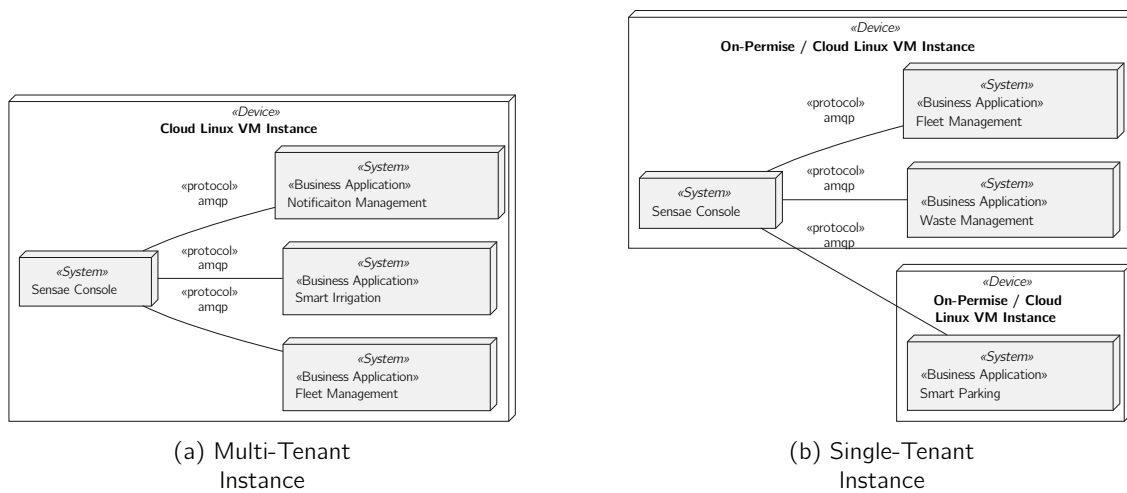 «Device»
Cloud Linux VM Instance
«System»
«Business Application»
Notificaiton Management
«protocol»
amqp
«System»
Sensae Console
«protocol»
amqp
«System»
«Business Application»
Smart Irrigation
«protocol»
amqp
«System»
«Business Application»
Fleet Management
(a) Multi-Tenant
Instance
«Device»
On-Permise / Cloud Linux VM Instance
«System»
«Business Application»
Fleet Management
«protocol»
amqp
«System»
Sensae Console
«protocol»
amqp
«System»
«Business Application»
Waste Management
«protocol»
amqp
«Device»
On-Permise / Cloud
Linux VM Instance
«System»
«Business Application»
Smart Parking
(b) Single-Tenant
Instance